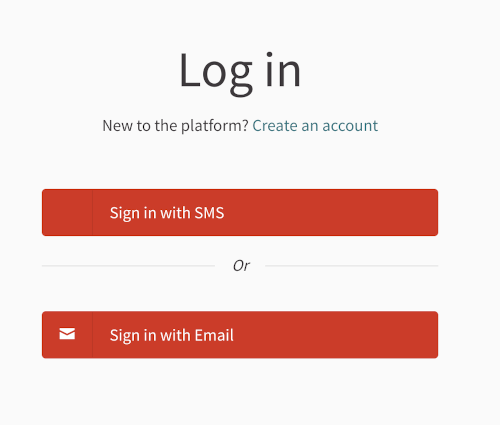 Log in
New to the platform? Create an account
Sign in with SMS
Or
Sign in with Email